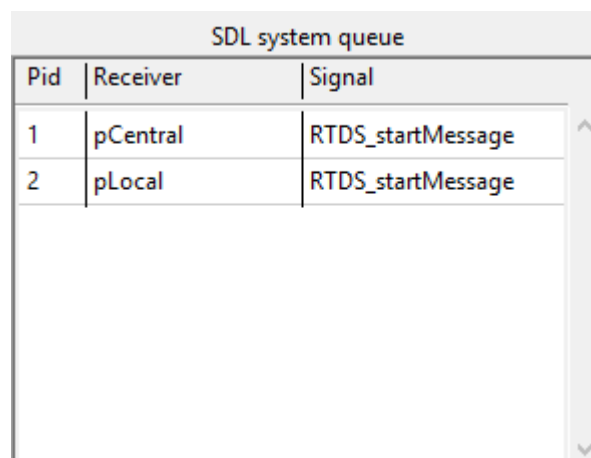 SDL system queue
Pid Receiver Signal
1 pCentral RTDS_startMessage
2 pLocal RTDS_startMessage